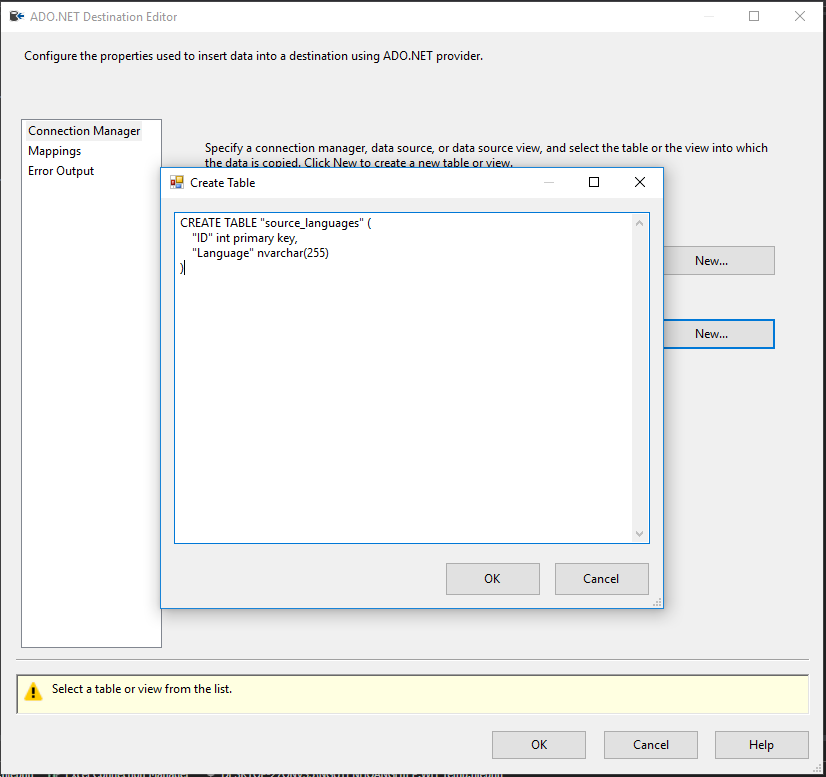 ADO.NET Destination Editor
Configure the properties used to insert data into a destination using ADO.NET provider.
Connection Manager
Mappings
Error Output
Specify a connection manager, data source, or data source view, and select the table or the view into which
the data is copied. Click New to create a new table or view.
Create Table
CREATE TABLE "source_languages" (
"ID" int primary key,
"Language" nvarchar(255)
)
New...
New...
OK
Cancel
Select a table or view from the list.
OK
Cancel
Help